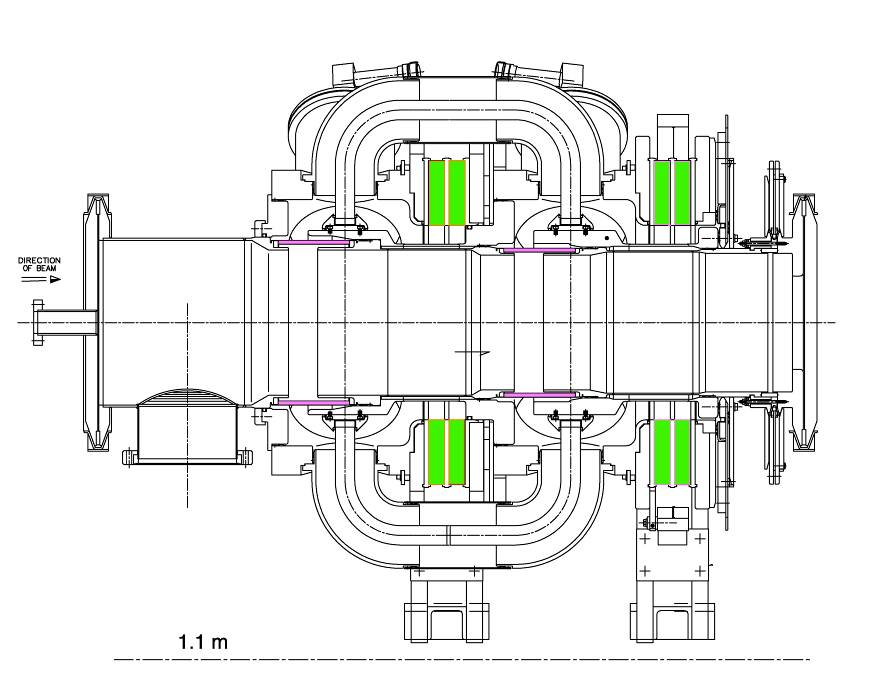 DIRECTION
OF BEAM
1.1 m